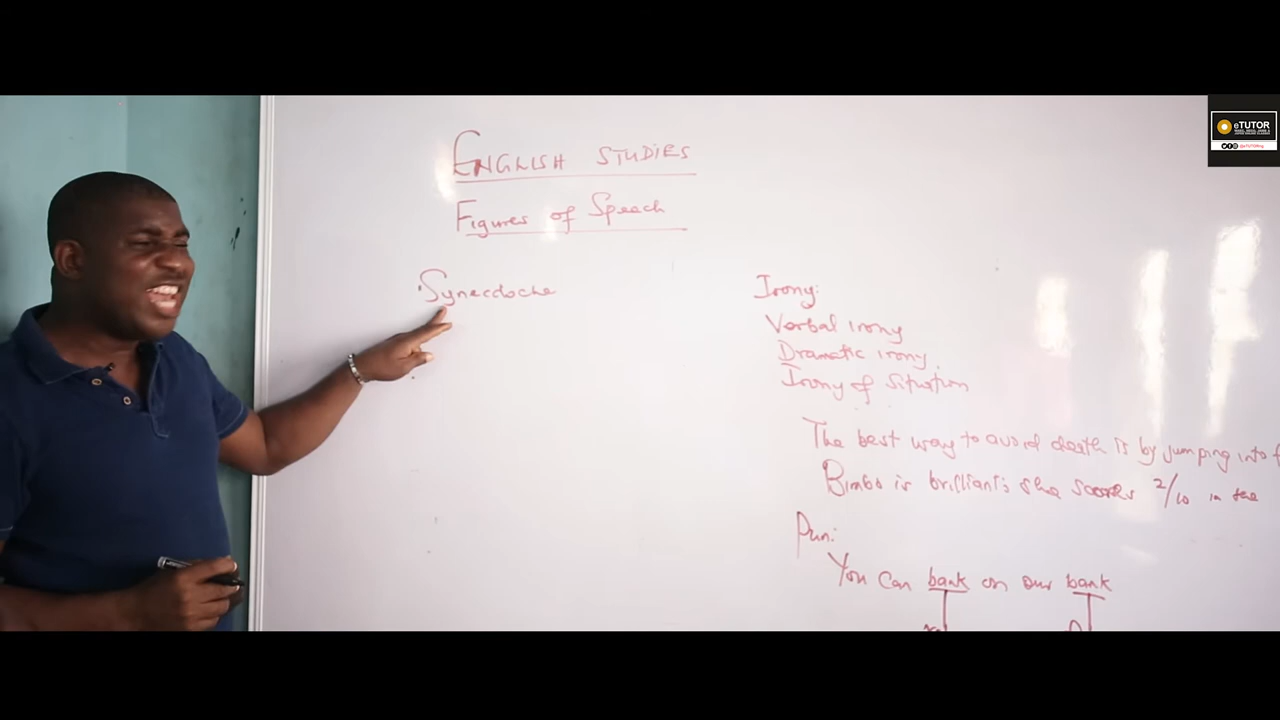 ENGLISH STUDIES
Figures of Speech
Synecdoche
Irony:
Verbal irony
Dramatic irony.
Irony of Situation
The best way to avoid death is by jumping into
Bimbo is brilliant; she scores 2/10 in the
Pun:
You can bank on our bank
eTUTOR